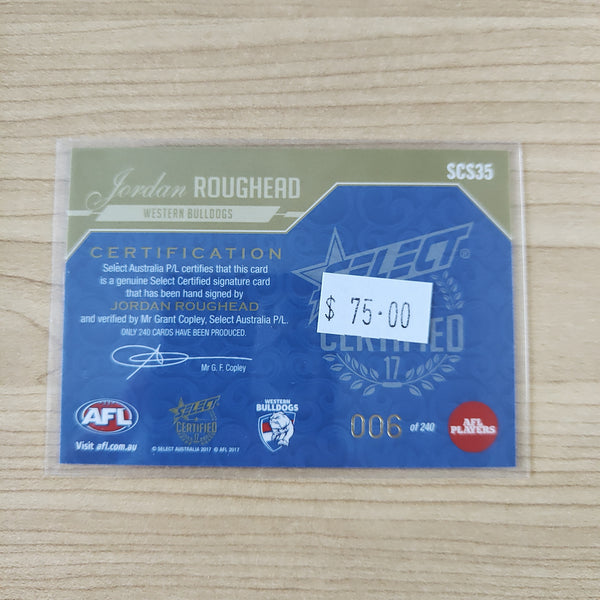 Jordan ROUGHEAD
SCS35
WESTERN BULLDOGS
CERTIFICATION
Select Australia P/L certifies that this card
is a genuine Select Certified signature card
that has been hand signed by
JORDAN ROUGHEAD
and verified by Mr Grant Copley, Select Australia P/L.
ONLY 240 CARDS HAVE BEEN PRODUCED.
Mr G. F. Copley
SELECT®
$ 75.00
CERTIFIED
17
AFL
Visit afl.com.au
SELECT
CERTIFIED
17
© SELECT AUSTRALIA 2017 © AFL 2017
WESTERN
BULLDOGS
006 of 240
AFL
PLAYERS